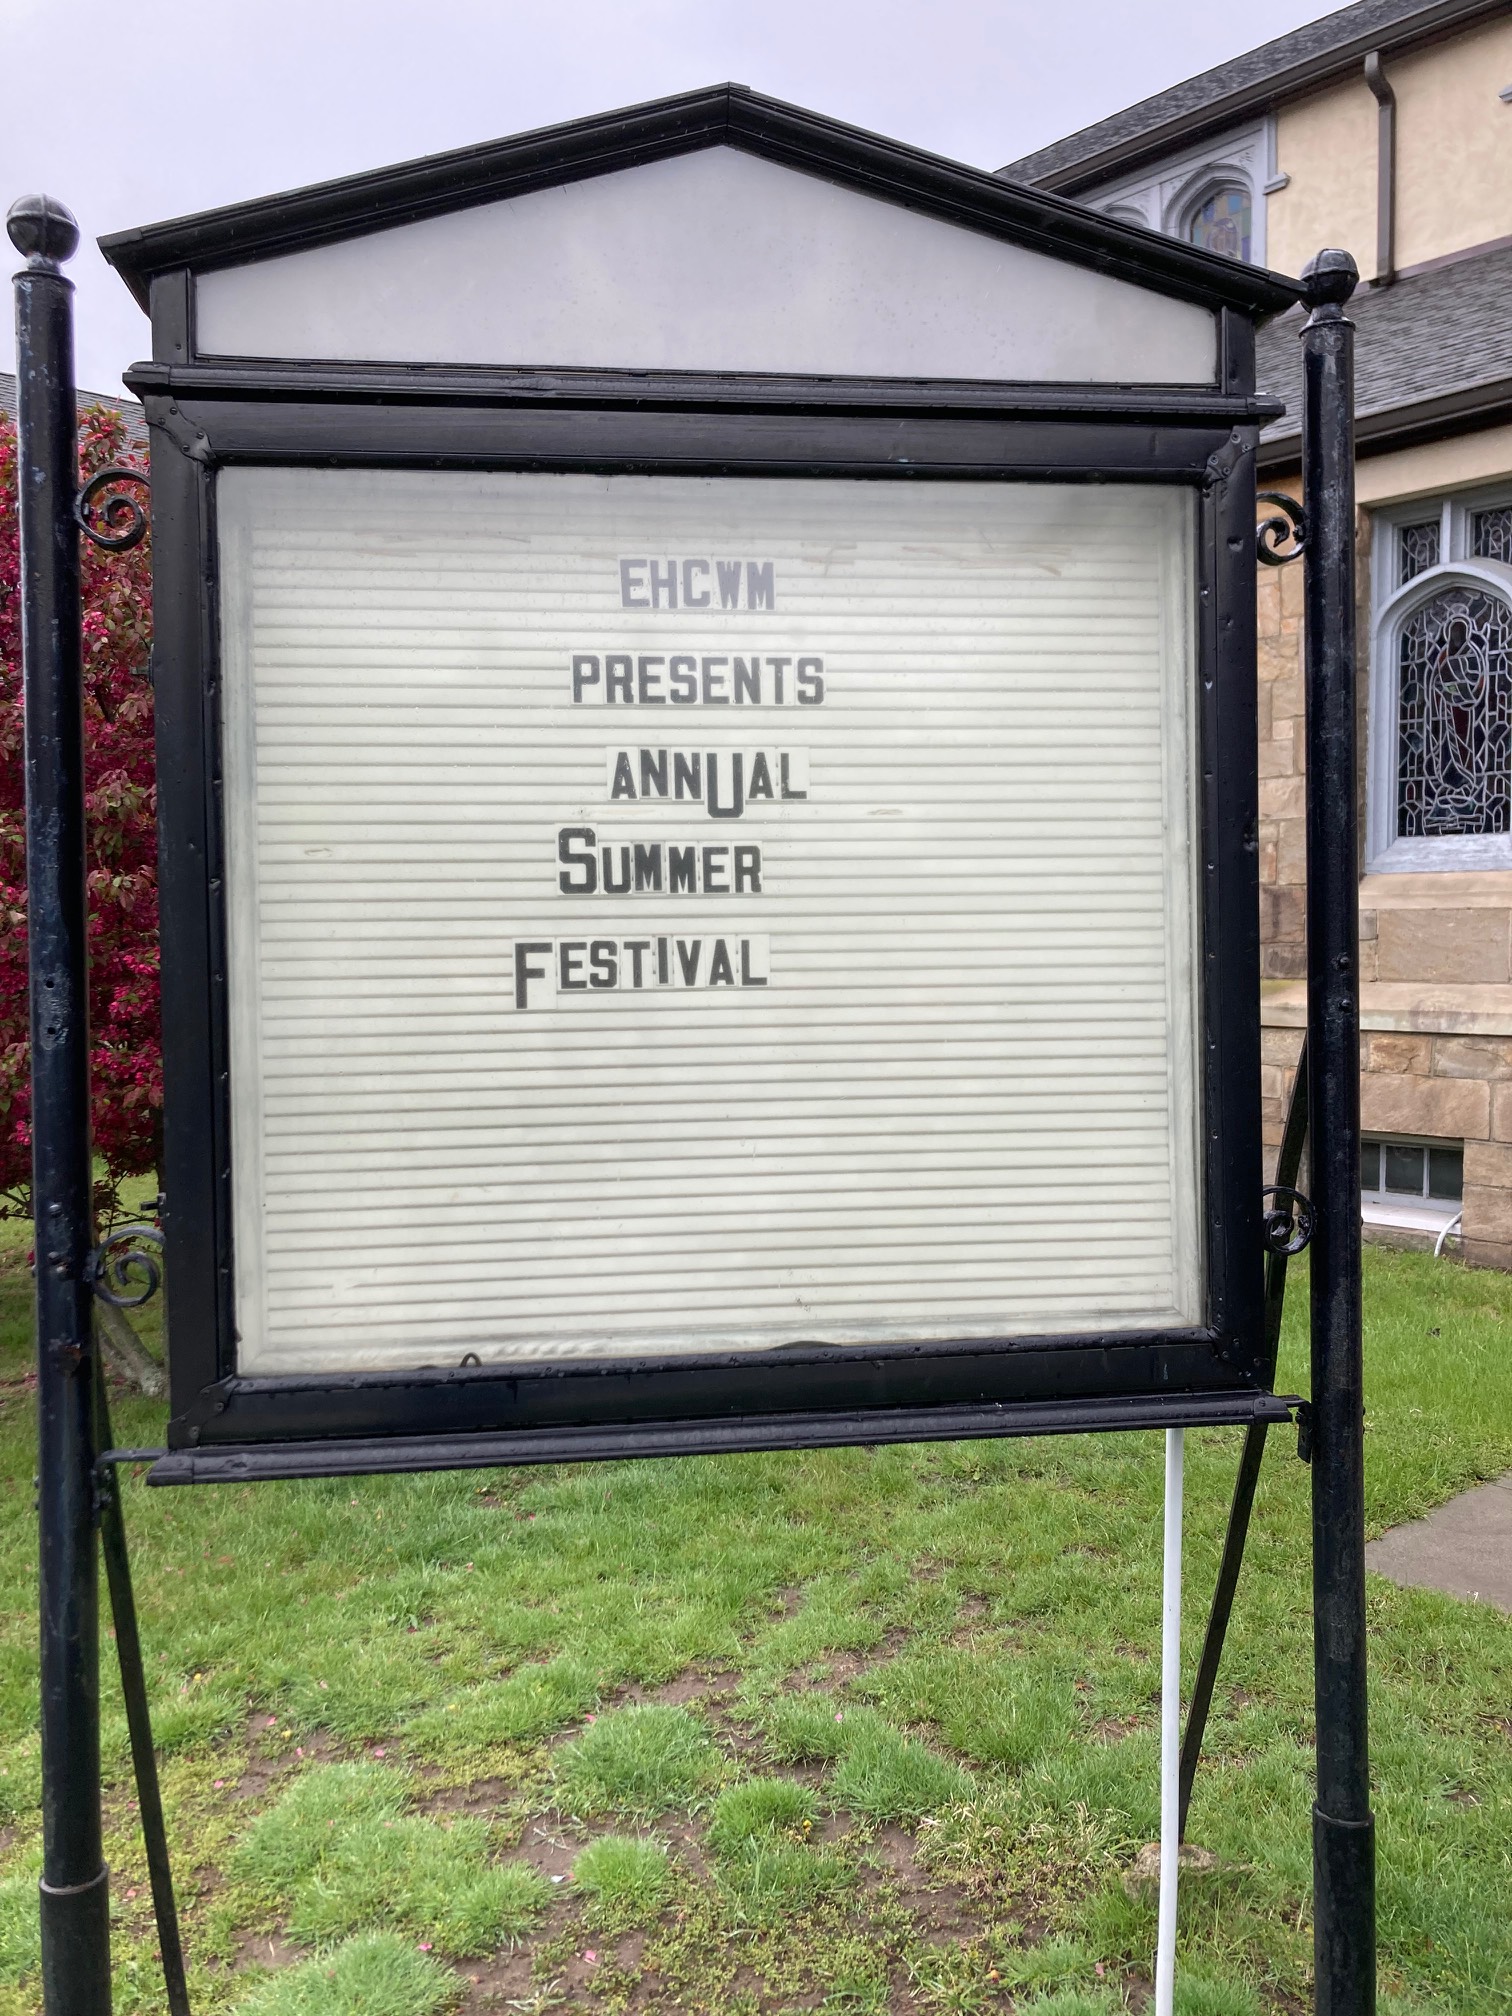 EHCWM
PRESENTS
ANNUAL
SUMMER
FESTIVAL